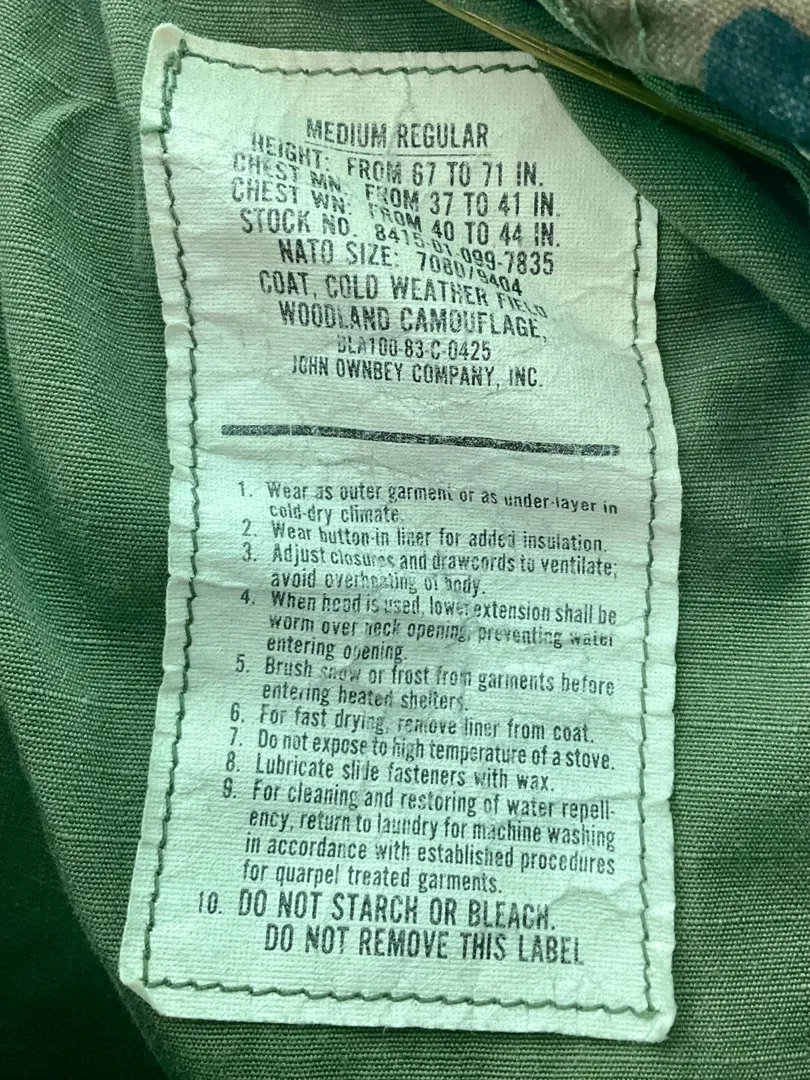 MEDIUM REGULAR
HEIGHT: FROM 67 TO 71 IN.
CHEST MN. FROM 37 TO 41 IN.
CHEST WN: FROM 40 TO 44 IN.
STOCK NO. 8415-01-099-7835
NATO SIZE: 7080/9404
COAT, COLD WEATHER FIELD
WOODLAND CAMOUFLAGE,
DLA100-83-C-0425
JOHN OWNBEY COMPANY, INC.
1. Wear as outer garment or as under-layer in
cold-dry climate.
2. Wear button-in liner for added insulation.
3. Adjust closures and drawcords to ventilate;
avoid overheating of body.
4. When hood is used, lower extension shall be
worm over neck opening, preventing water
entering opening.
5. Brush snow or frost from garments before
entering heated shelters.
6. For fast drying, remove liner from coat.
7. Do not expose to high temperature of a stove.
8. Lubricate slide fasteners with wax.
9. For cleaning and restoring of water repell-
ency, return to laundry for machine washing
in accordance with established procedures
for quarpel treated garments.
10. DO NOT STARCH OR BLEACH.
DO NOT REMOVE THIS LABEL